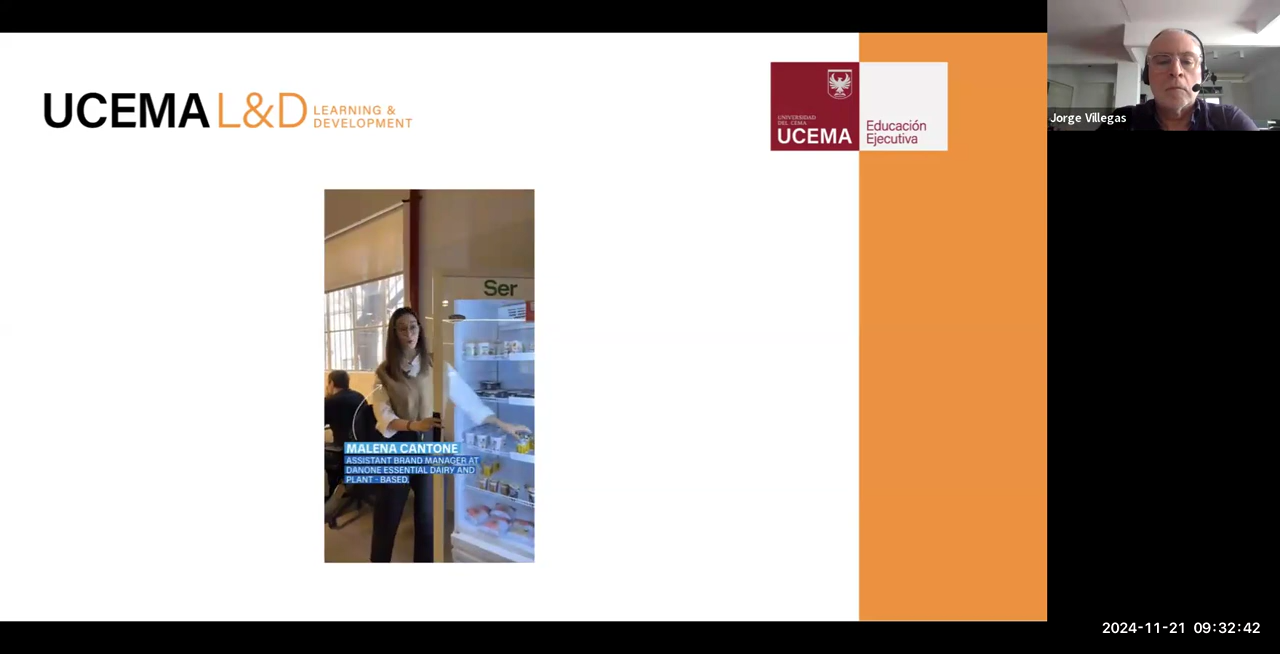 UCEMA L&D LEARNING &
DEVELOPMENT
UNIVERSIDAD
DEL CEMA
UCEMA
Educación
Ejecutiva
Jorge Villegas
Ser
MALENA CANTONE
ASSISTANT BRAND MANAGER AT
DANONE ESSENTIAL DAIRY AND
PLANT - BASED.
2024-11-21 09:32:42